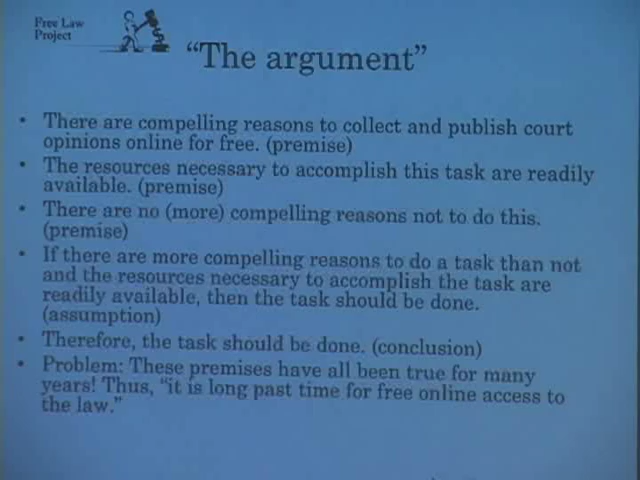 Free Law
Project
"The argument"
• There are compelling reasons to collect and publish court
opinions online for free. (premise)
• The resources necessary to accomplish this task are readily
available. (premise)
• There are no (more) compelling reasons not to do this.
(premise)
• If there are more compelling reasons to do a task than not
and the resources necessary to accomplish the task are
readily available, then the task should be done.
(assumption)
• Therefore, the task should be done. (conclusion)
• Problem: These premises have all been true for many
years! Thus, "it is long past time for free online access to
the law."